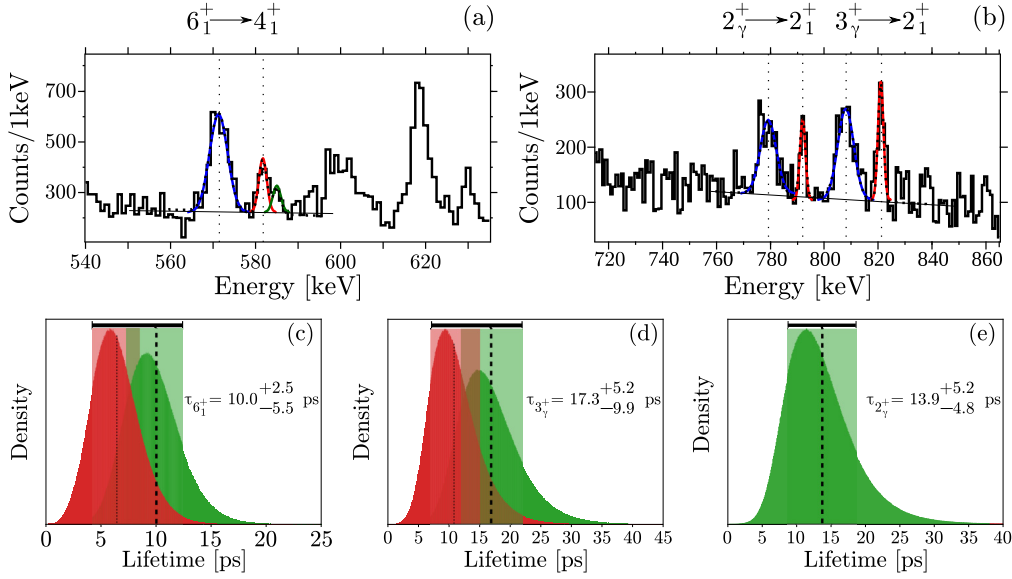 6₁⁺→4₁⁺ (a)
2γ⁺→2₁⁺ 3γ⁺→2₁⁺ (b)
Counts/1keV
700
500
300
540 560 580 600 620
Energy [keV]
Counts/1keV
300
200
100
720 740 760 780 800 820 840 860
Energy [keV]
(c)
Density
τ6₁⁺= 10.0 +2.5 −5.5 ps
0 5 10 15 20 25
Lifetime [ps]
(d)
Density
τ3γ⁺= 17.3 +5.2 −9.9 ps
0 5 10 15 20 25 30 35 40 45
Lifetime [ps]
(e)
Density
τ2γ⁺= 13.9 +5.2 −4.8 ps
0 5 10 15 20 25 30 35 40
Lifetime [ps]